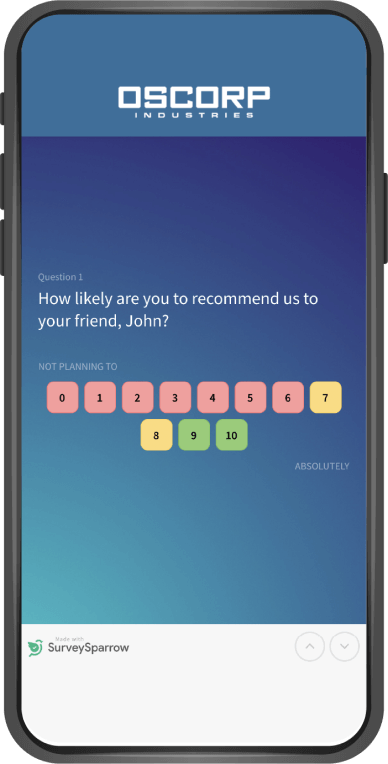 OSCORP
INDUSTRIES
Question 1
How likely are you to recommend us to
your friend, John?
NOT PLANNING TO
0 1 2 3 4 5 6 7
8 9 10
ABSOLUTELY
Made with
SurveySparrow